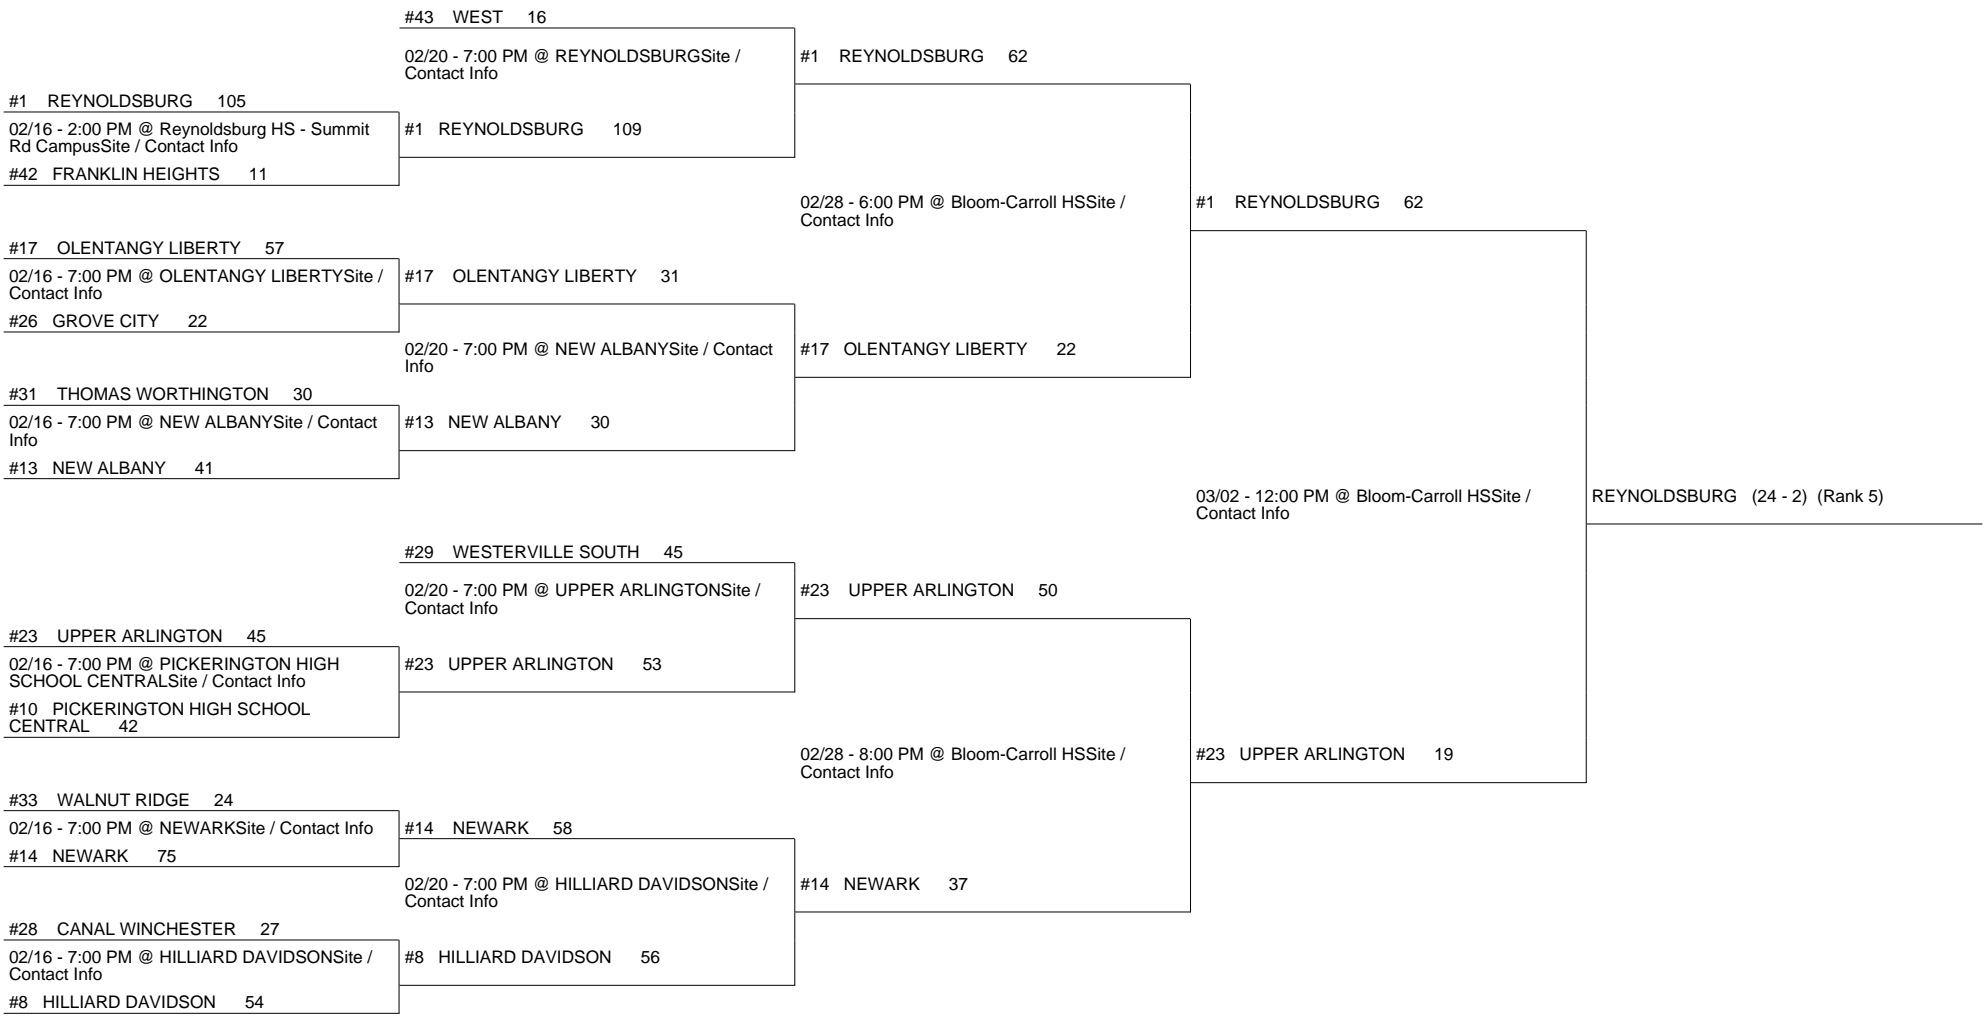 #43 WEST 16
02/20 - 7:00 PM @ REYNOLDSBURGSite /
Contact Info
#1 REYNOLDSBURG 62
#1 REYNOLDSBURG 105
02/16 - 2:00 PM @ Reynoldsburg HS - Summit
Rd CampusSite / Contact Info
#1 REYNOLDSBURG 109
#42 FRANKLIN HEIGHTS 11
02/28 - 6:00 PM @ Bloom-Carroll HSSite /
Contact Info
#1 REYNOLDSBURG 62
#17 OLENTANGY LIBERTY 57
02/16 - 7:00 PM @ OLENTANGY LIBERTYSite /
Contact Info
#17 OLENTANGY LIBERTY 31
#26 GROVE CITY 22
02/20 - 7:00 PM @ NEW ALBANYSite / Contact
Info
#17 OLENTANGY LIBERTY 22
#31 THOMAS WORTHINGTON 30
02/16 - 7:00 PM @ NEW ALBANYSite / Contact
Info
#13 NEW ALBANY 30
#13 NEW ALBANY 41
03/02 - 12:00 PM @ Bloom-Carroll HSSite /
Contact Info
REYNOLDSBURG (24 - 2) (Rank 5)
#29 WESTERVILLE SOUTH 45
02/20 - 7:00 PM @ UPPER ARLINGTONSite /
Contact Info
#23 UPPER ARLINGTON 50
#23 UPPER ARLINGTON 45
02/16 - 7:00 PM @ PICKERINGTON HIGH
SCHOOL CENTRALSite / Contact Info
#23 UPPER ARLINGTON 53
#10 PICKERINGTON HIGH SCHOOL
CENTRAL 42
02/28 - 8:00 PM @ Bloom-Carroll HSSite /
Contact Info
#23 UPPER ARLINGTON 19
#33 WALNUT RIDGE 24
02/16 - 7:00 PM @ NEWARKSite / Contact Info
#14 NEWARK 58
#14 NEWARK 75
02/20 - 7:00 PM @ HILLIARD DAVIDSONSite /
Contact Info
#14 NEWARK 37
#28 CANAL WINCHESTER 27
02/16 - 7:00 PM @ HILLIARD DAVIDSONSite /
Contact Info
#8 HILLIARD DAVIDSON 56
#8 HILLIARD DAVIDSON 54